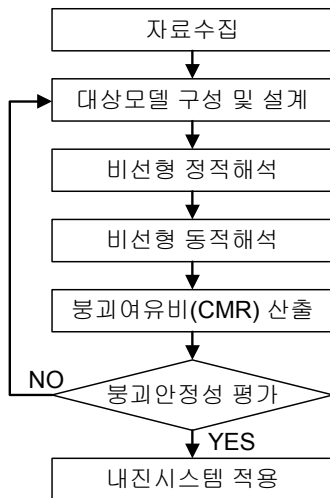 자료수집
대상모델 구성 및 설계
비선형 정적해석
비선형 동적해석
붕괴여유비(CMR) 산출
NO
붕괴안정성 평가
YES
내진시스템 적용